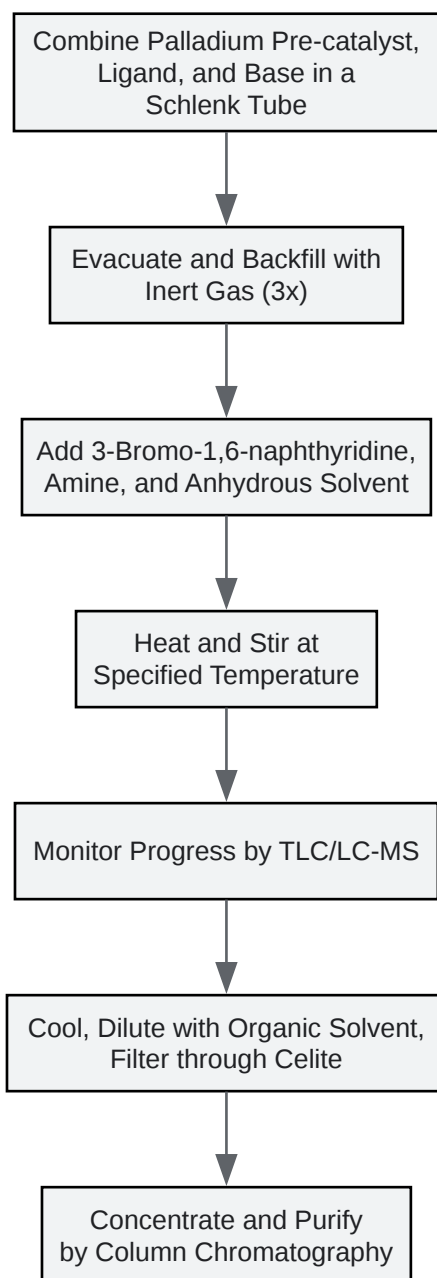 Combine Palladium Pre-catalyst,
Ligand, and Base in a
Schlenk Tube
Evacuate and Backfill with
Inert Gas (3x)
Add 3-Bromo-1,6-naphthyridine,
Amine, and Anhydrous Solvent
Heat and Stir at
Specified Temperature
Monitor Progress by TLC/LC-MS
Cool, Dilute with Organic Solvent,
Filter through Celite
Concentrate and Purify
by Column Chromatography